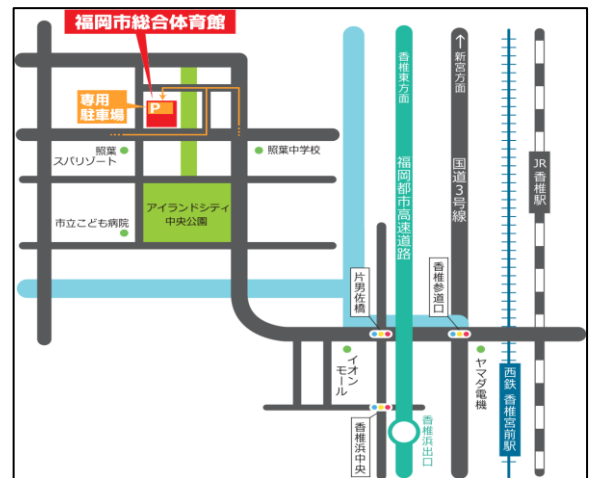 福岡市総合体育館
専用
駐車場
P
照葉
スパリゾート
照葉中学校
アイランドシティ
中央公園
市立こども病院
香椎東方面
福岡都市高速道路
↑新宮方面
国道3号線
JR
香椎駅
片男佐橋
香椎参道口
イオン
モール
ヤマダ電機
西鉄 香椎宮前駅
香椎浜中央
香椎浜出口